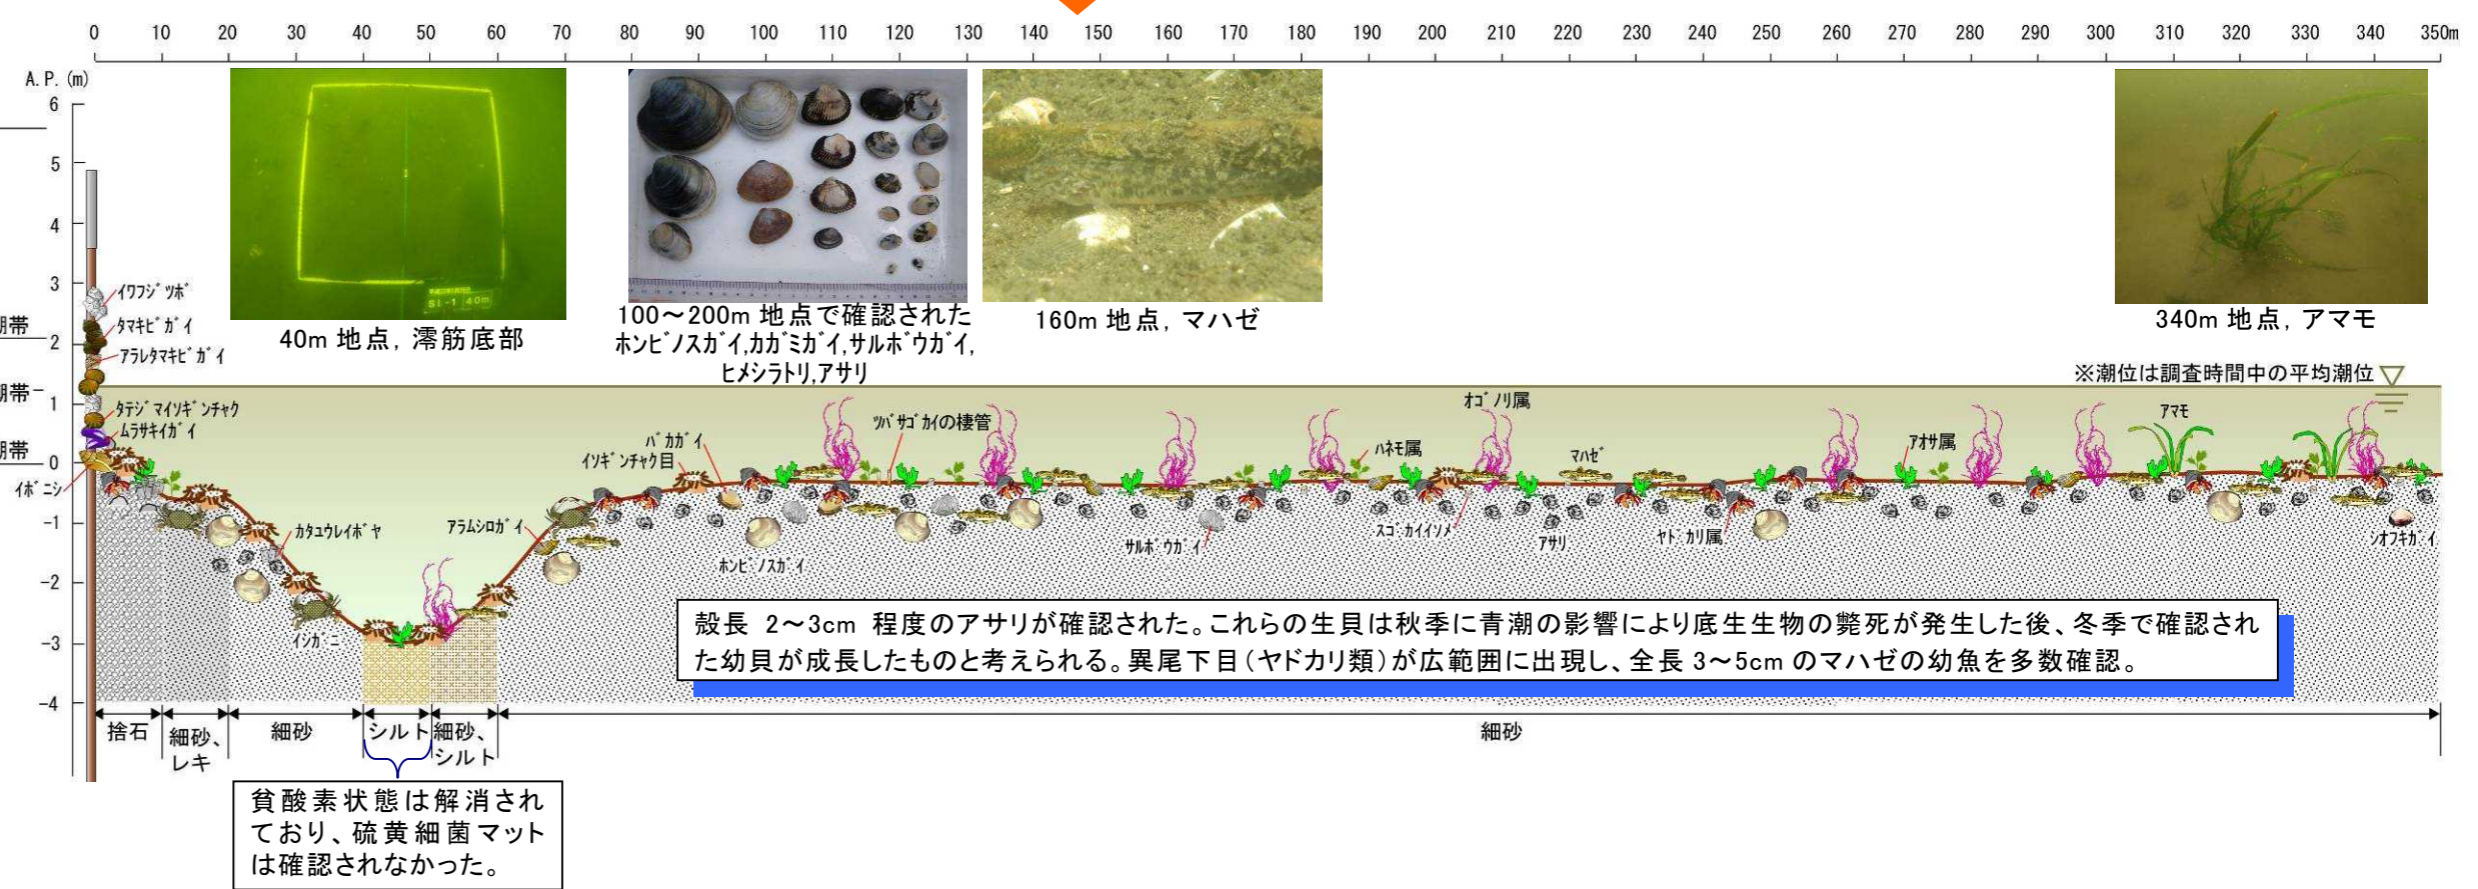 0 10 20 30 40 50 60 70 80 90 100 110 120 130 140 150 160 170 180 190 200 210 220 230 240 250 260 270 280 290 300 310 320 330 340 350m
A.P.(m)
6
5
4
3
2
1
0
-1
-2
-3
-4
潮帯
潮帯
潮帯
SL-1 40m
40m 地点, 澪筋底部
100～200m 地点で確認された
ホンビノスガイ,カガミガイ,サルボウガイ,
ヒメシラトリ,アサリ
160m 地点, マハゼ
340m 地点, アマモ
※潮位は調査時間中の平均潮位
イワフジツボ
タマキビガイ
アラレタマキビガイ
タテジマイソギンチャク
ムラサキイガイ
イボニシ
カタユウレイボヤ
イシガニ
アラムシロガイ
イソギンチャク目
バカガイ
ホンビノスガイ
ツバサゴカイの棲管
サルボウガイ
ハネモ属
スゴカイイソメ
オゴノリ属
マハゼ
アサリ
ヤドカリ属
アオサ属
アマモ
シオフキガイ
殻長 2～3cm 程度のアサリが確認された。これらの生貝は秋季に青潮の影響により底生生物の斃死が発生した後、冬季で確認され
た幼貝が成長したものと考えられる。異尾下目(ヤドカリ類)が広範囲に出現し、全長 3～5cm のマハゼの幼魚を多数確認。
捨石
細砂、
レキ
細砂
シルト
細砂、
シルト
細砂
貧酸素状態は解消され
ており、硫黄細菌マット
は確認されなかった。